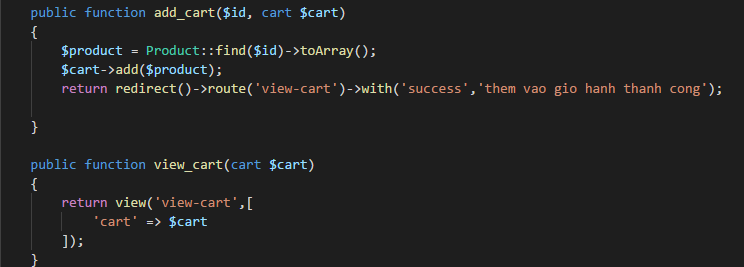 public function add_cart($id, cart $cart)
{
$product = Product::find($id)->toArray();
$cart->add($product);
return redirect()->route('view-cart')->with('success','them vao gio hanh thanh cong');
}
public function view_cart(cart $cart)
{
return view('view-cart',[
'cart' => $cart
]);
}